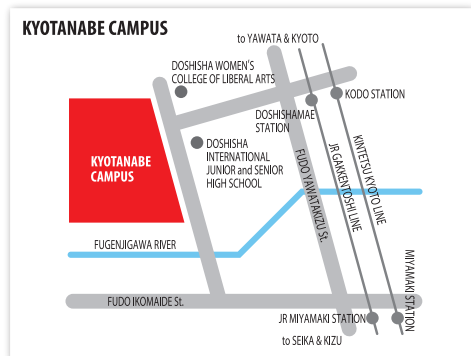 KYOTANABE CAMPUS
to YAWATA & KYOTO
DOSHISHA WOMEN'S
COLLEGE OF LIBERAL ARTS
KODO STATION
DOSHISHAMAE
STATION
DOSHISHA
INTERNATIONAL
JUNIOR and SENIOR
HIGH SCHOOL
KYOTANABE
CAMPUS
FUDO YAWATAKIZU St.
JR GAKKENTOSHI LINE
KINTETSU KYOTO LINE
FUGENJIGAWA RIVER
MIYAMAKI STATION
FUDO IKOMAIDE St.
JR MIYAMAKI STATION
to SEIKA & KIZU